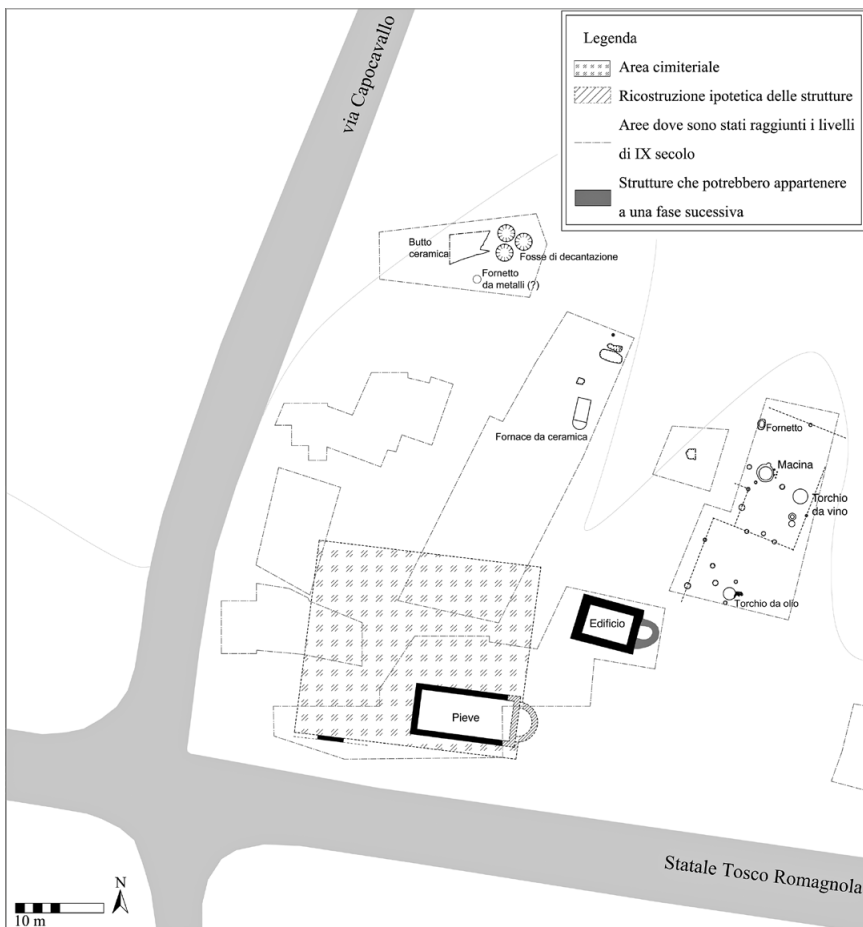 via Capocavallo
Legenda
Area cimiteriale
Ricostruzione ipotetica delle strutture
Aree dove sono stati raggiunti i livelli
di IX secolo
Strutture che potrebbero appartenere
a una fase sucessiva
Butto
ceramica
Fosse di decantazione
Fornetto
da metalli (?)
Fornace da ceramica
Fornetto
Macina
Torchio
da vino
Torchio da olio
Edificio
Pieve
Statale Tosco Romagnola
N
10 m